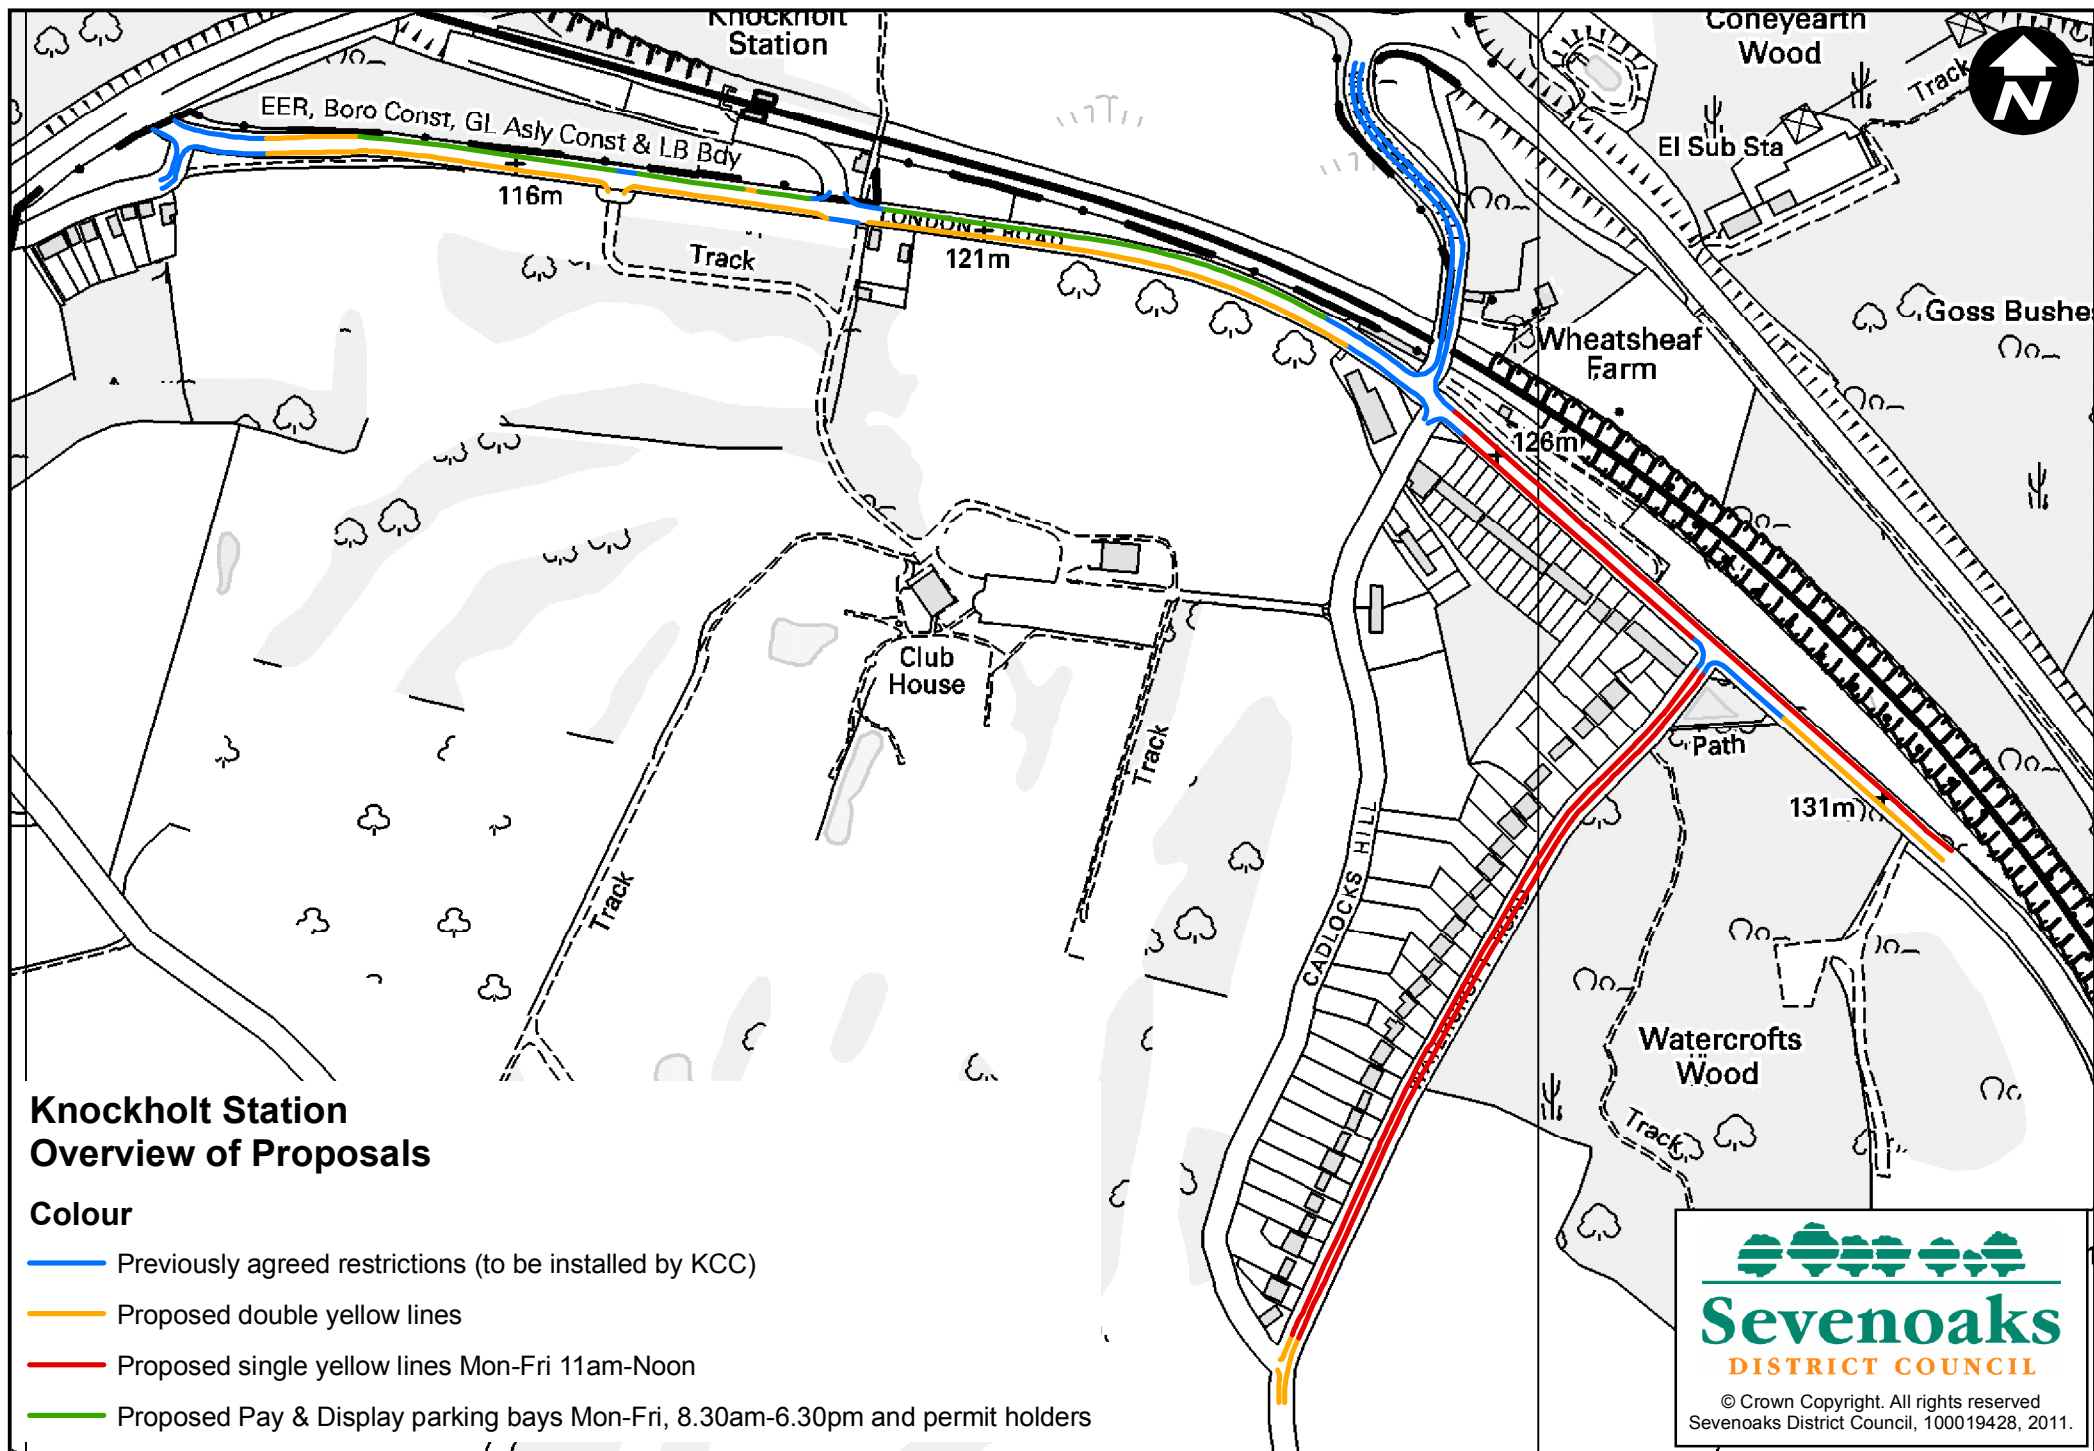 Knockholt
Station
Coneyearth
Wood
Track
N
EER, Boro Const, GL Asly Const & LB Bdy
El Sub Sta
116m
LONDON ROAD
Track
121m
Goss Bushes
Wheatsheaf
Farm
126m
Club
House
Path
Track
131m
Track
CADLOCKS HILL
Watercrofts
Wood
Track
Knockholt Station
Overview of Proposals
Colour
Previously agreed restrictions (to be installed by KCC)
Proposed double yellow lines
Proposed single yellow lines Mon-Fri 11am-Noon
Proposed Pay & Display parking bays Mon-Fri, 8.30am-6.30pm and permit holders
Sevenoaks
DISTRICT COUNCIL
© Crown Copyright. All rights reserved
Sevenoaks District Council, 100019428, 2011.